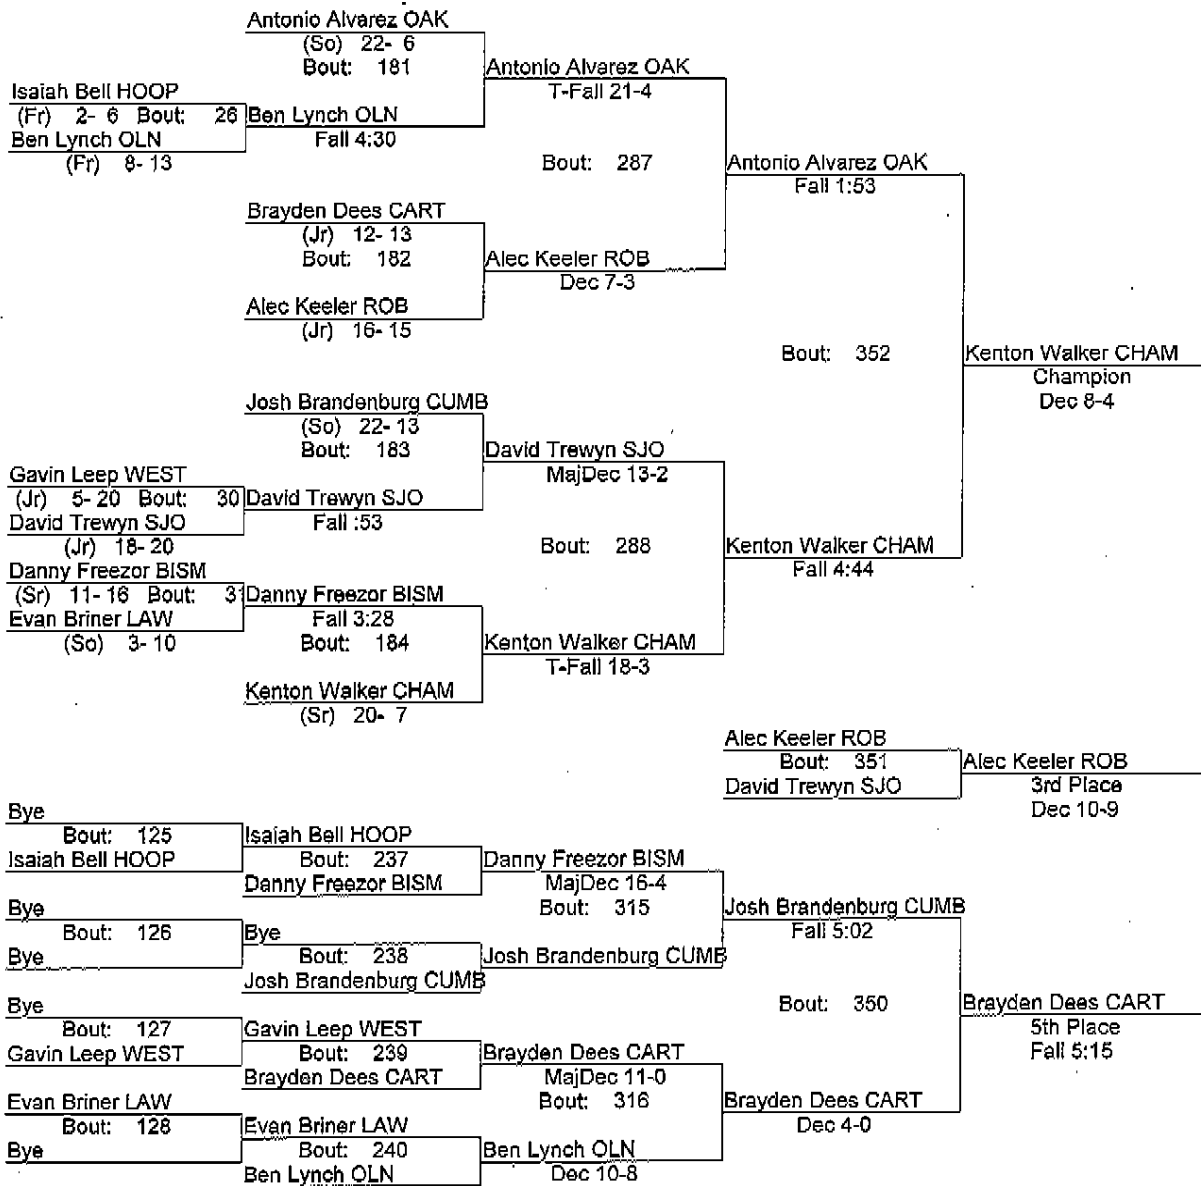 Antonio Alvarez OAK
(So) 22- 6
Bout: 181
Antonio Alvarez OAK
T-Fall 21-4
Isaiah Bell HOOP
(Fr) 2- 6 Bout: 26
Ben Lynch OLN
Ben Lynch OLN
Fall 4:30
(Fr) 8- 13
Bout: 287
Antonio Alvarez OAK
Fall 1:53
Brayden Dees CART
(Jr) 12- 13
Bout: 182
Alec Keeler ROB
Dec 7-3
Alec Keeler ROB
(Jr) 16- 15
Bout: 352
Kenton Walker CHAM
Champion
Dec 8-4
Josh Brandenburg CUMB
(So) 22- 13
Bout: 183
David Trewyn SJO
MajDec 13-2
Gavin Leep WEST
(Jr) 5- 20 Bout: 30
David Trewyn SJO
David Trewyn SJO
Fall :53
(Jr) 18- 20
Bout: 288
Kenton Walker CHAM
Fall 4:44
Danny Freezor BISM
(Sr) 11- 16 Bout: 31
Danny Freezor BISM
Evan Briner LAW
Fall 3:28
(So) 3- 10
Bout: 184
Kenton Walker CHAM
T-Fall 18-3
Kenton Walker CHAM
(Sr) 20- 7
Alec Keeler ROB
Bout: 351
David Trewyn SJO
Alec Keeler ROB
3rd Place
Dec 10-9
Bye
Bout: 125
Isaiah Bell HOOP
Isaiah Bell HOOP
Bout: 237
Danny Freezor BISM
Danny Freezor BISM
MajDec 16-4
Bout: 315
Josh Brandenburg CUMB
Fall 5:02
Bye
Bout: 126
Bye
Bye
Bout: 238
Josh Brandenburg CUMB
Josh Brandenburg CUMB
Bout: 350
Brayden Dees CART
5th Place
Fall 5:15
Bye
Bout: 127
Gavin Leep WEST
Gavin Leep WEST
Bout: 239
Brayden Dees CART
Brayden Dees CART
MajDec 11-0
Bout: 316
Brayden Dees CART
Dec 4-0
Evan Briner LAW
Bout: 128
Bye
Evan Briner LAW
Bout: 240
Ben Lynch OLN
Ben Lynch OLN
Dec 10-8